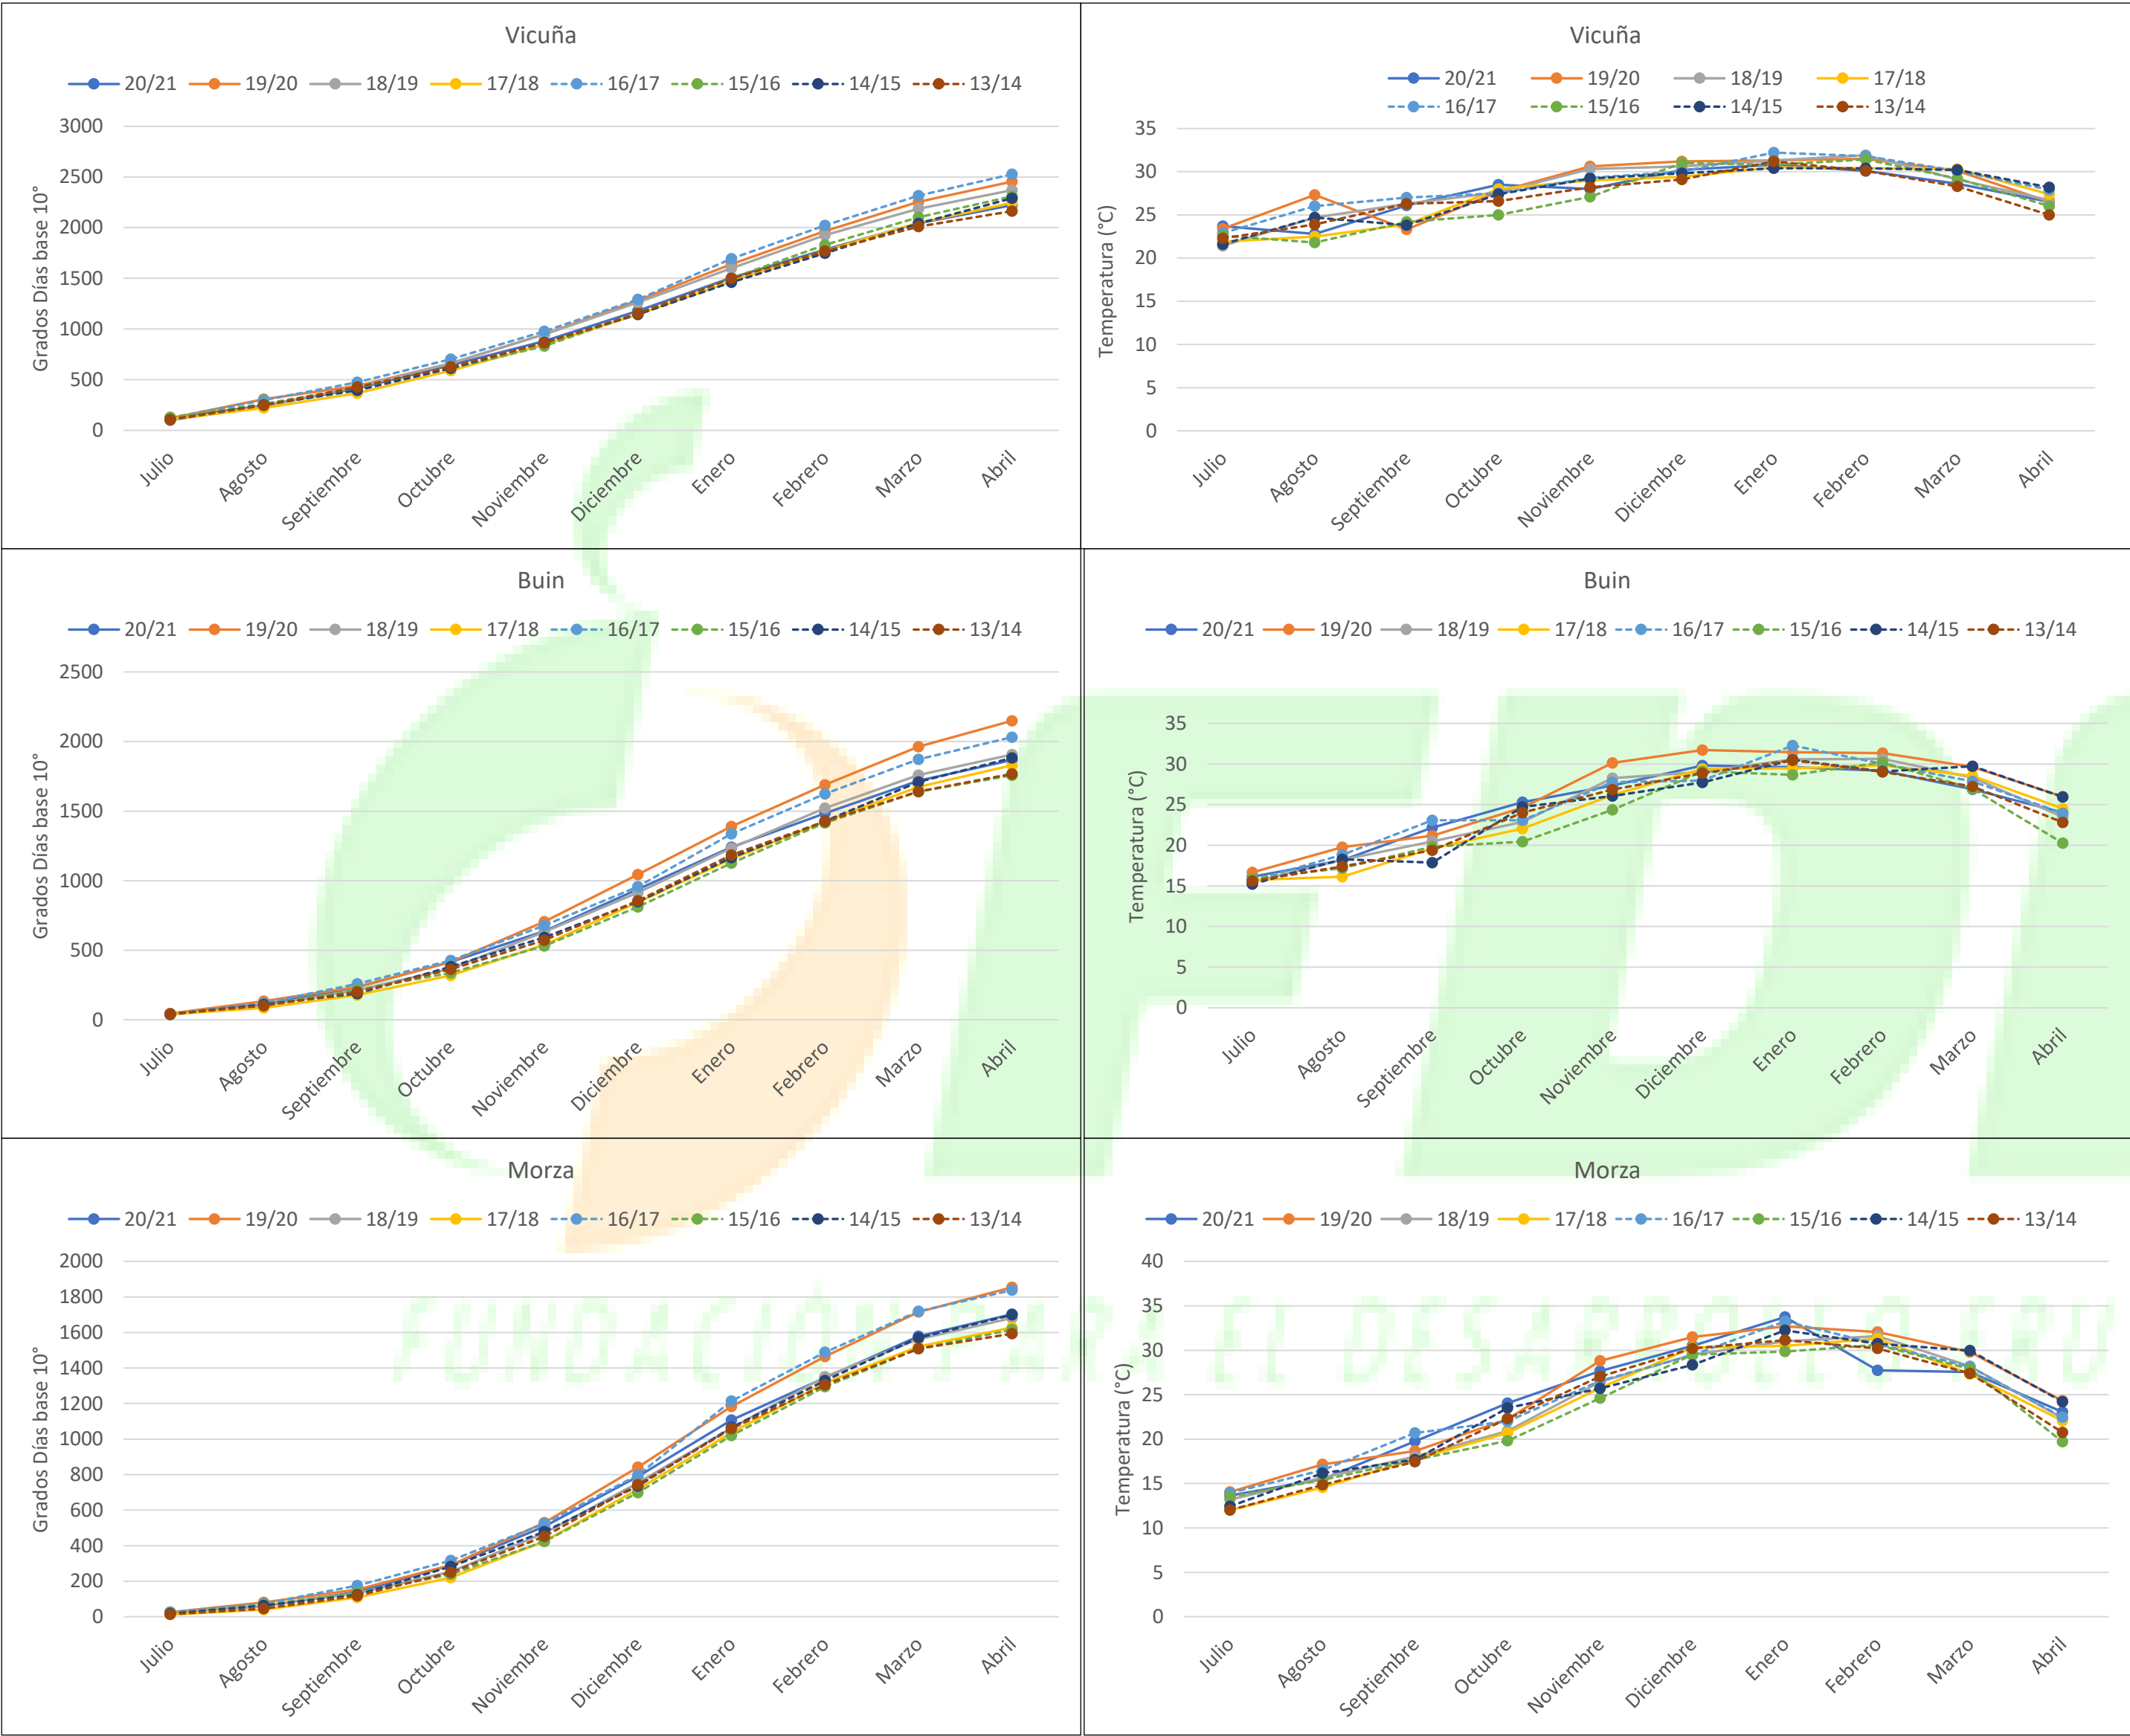 Vicuña
20/21 19/20 18/19 17/18 16/17 15/16 14/15 13/14
Grados Días base 10°
3000
2500
2000
1500
1000
500
0
Julio Agosto Septiembre Octubre Noviembre Diciembre Enero Febrero Marzo Abril
Vicuña
20/21 19/20 18/19 17/18
16/17 15/16 14/15 13/14
Temperatura (°C)
35
30
25
20
15
10
5
0
Julio Agosto Septiembre Octubre Noviembre Diciembre Enero Febrero Marzo Abril
Buin
20/21 19/20 18/19 17/18 16/17 15/16 14/15 13/14
Grados Días base 10°
2500
2000
1500
1000
500
0
Julio Agosto Septiembre Octubre Noviembre Diciembre Enero Febrero Marzo Abril
Buin
20/21 19/20 18/19 17/18 16/17 15/16 14/15 13/14
Temperatura (°C)
35
30
25
20
15
10
5
0
Julio Agosto Septiembre Octubre Noviembre Diciembre Enero Febrero Marzo Abril
Morza
20/21 19/20 18/19 17/18 16/17 15/16 14/15 13/14
Grados Días base 10°
2000
1800
1600
1400
1200
1000
800
600
400
200
0
Julio Agosto Septiembre Octubre Noviembre Diciembre Enero Febrero Marzo Abril
Morza
20/21 19/20 18/19 17/18 16/17 15/16 14/15 13/14
Temperatura (°C)
40
35
30
25
20
15
10
5
0
Julio Agosto Septiembre Octubre Noviembre Diciembre Enero Febrero Marzo Abril